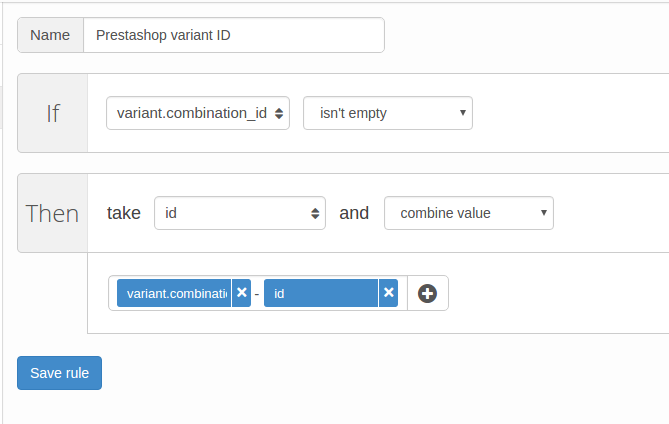 Name Prestashop variant ID
If variant.combination_id isn't empty
Then take id and combine value
variant.combinati - id
Save rule